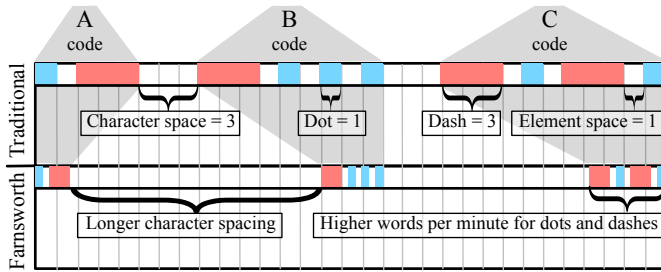 A
B
C
code
code
code
Traditional
Character space = 3
Dot = 1
Dash = 3
Element space = 1
Farnsworth
Longer character spacing
Higher words per minute for dots and dashes